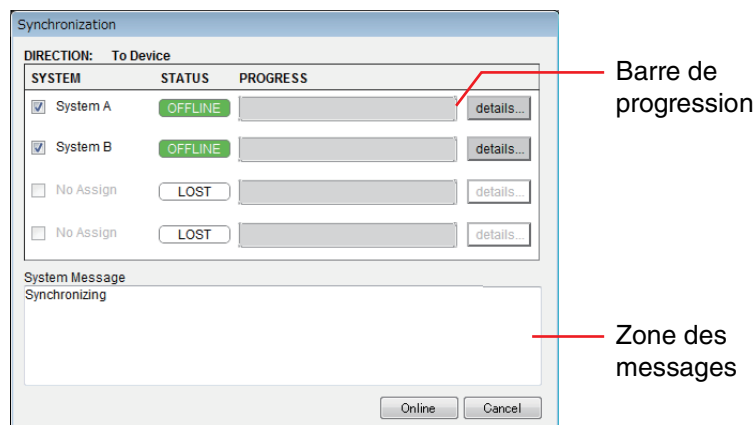 Synchronization
DIRECTION: To Device
SYSTEM STATUS PROGRESS
System A OFFLINE details...
System B OFFLINE details...
No Assign LOST details...
No Assign LOST details...
System Message
Synchronizing
Online Cancel
Barre de
progression
Zone des
messages